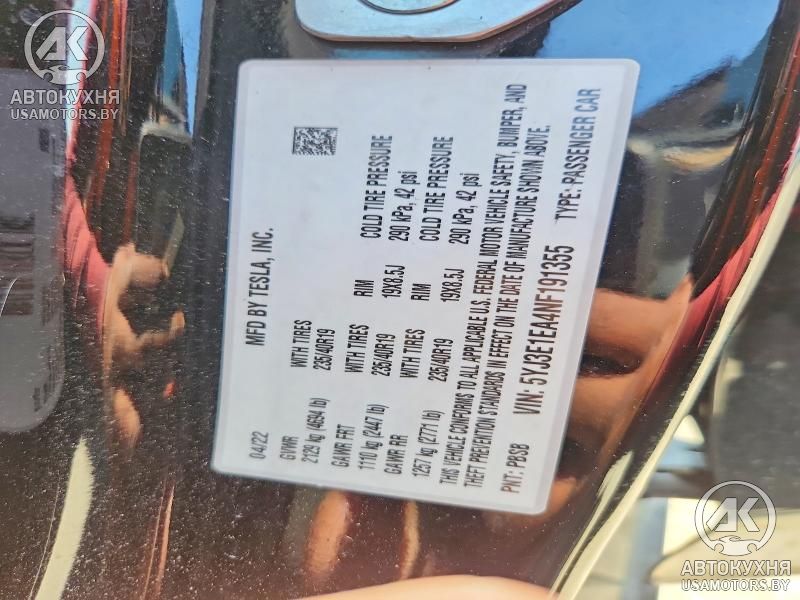 АВТОКУХНЯ
USAMOTORS.BY
MFD BY TESLA, INC.
04/22
GVWR
2129 kg (4694 lb)
WITH TIRES
235/40R19
RIM
19X8.5J
COLD TIRE PRESSURE
290 kPa, 42 psi
GAWR FRT
1110 kg (2447 lb)
WITH TIRES
235/40R19
RIM
19X8.5J
COLD TIRE PRESSURE
290 kPa, 42 psi
GAWR RR
1257 kg (2771 lb)
THIS VEHICLE CONFORMS TO ALL APPLICABLE U.S. FEDERAL MOTOR VEHICLE SAFETY, BUMPER, AND
THEFT PREVENTION STANDARDS IN EFFECT ON THE DATE OF MANUFACTURE SHOWN ABOVE.
PNT: PBSB VIN: 5YJ3E1EA4NF191355 TYPE: PASSENGER CAR
АВТОКУХНЯ
USAMOTORS.BY